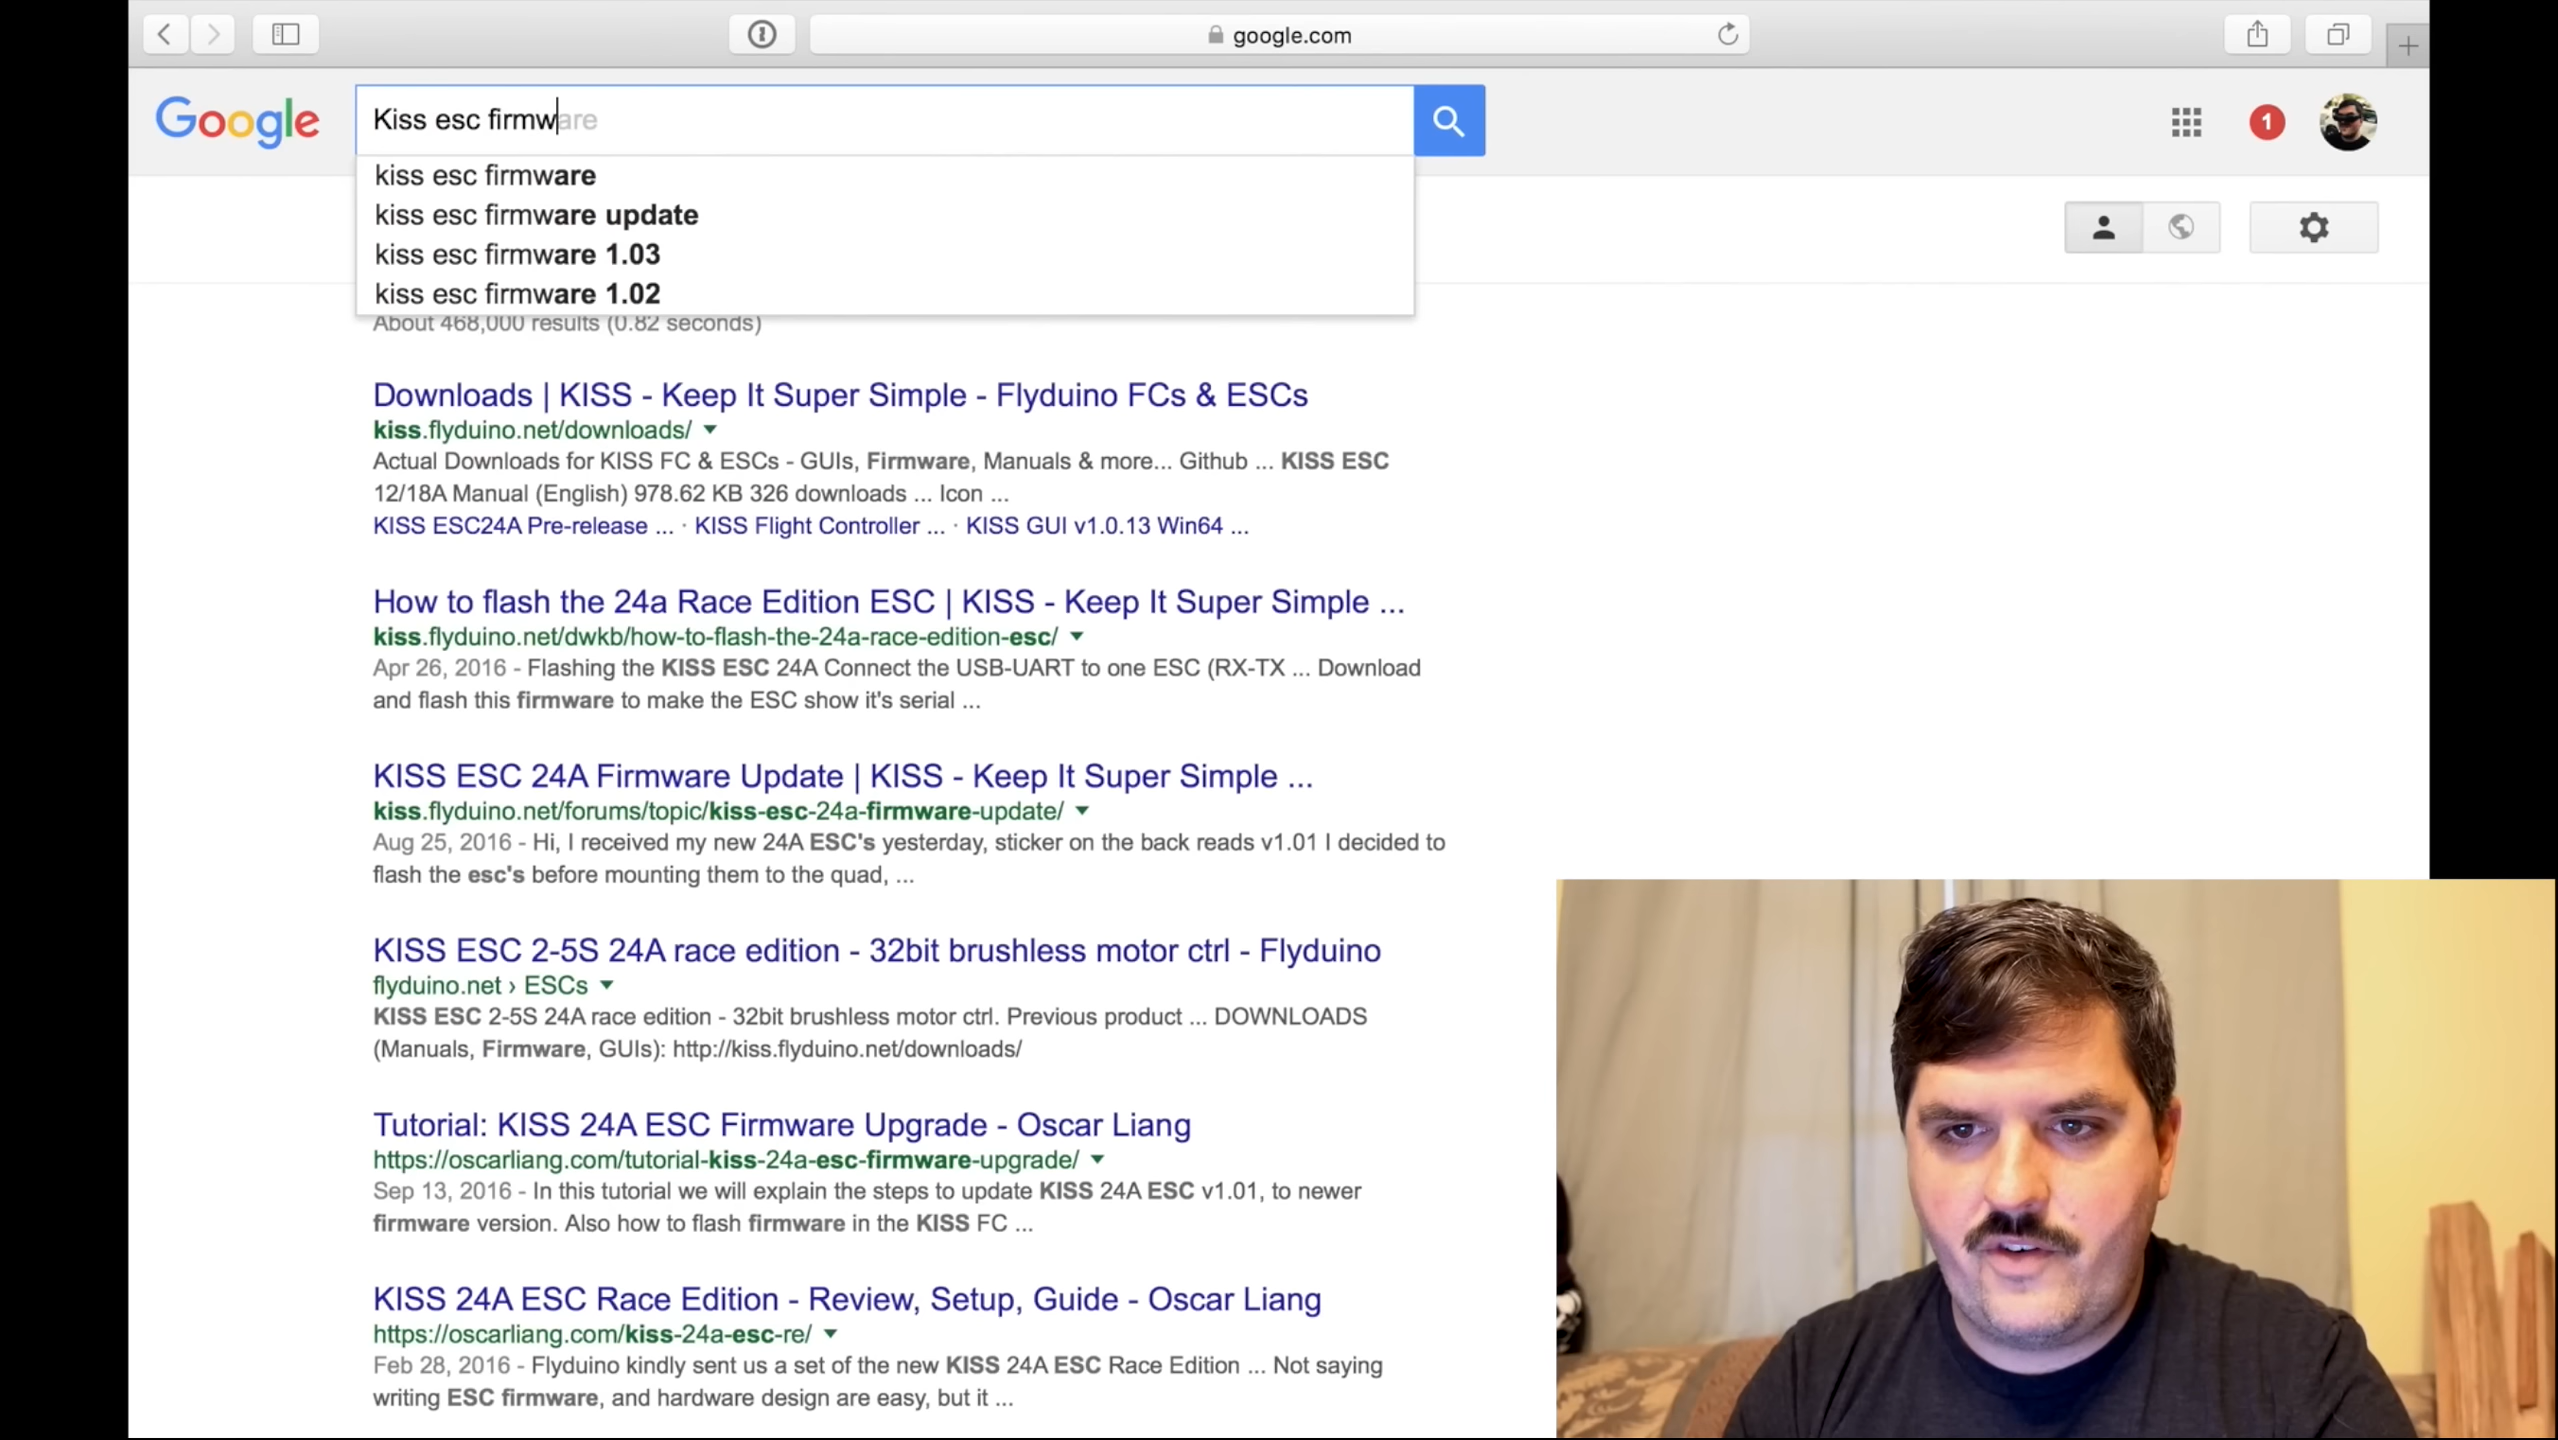 google.com
Google
Kiss esc firmware
1
kiss esc firmware
kiss esc firmware update
kiss esc firmware 1.03
kiss esc firmware 1.02
About 468,000 results (0.82 seconds)
Downloads | KISS - Keep It Super Simple - Flyduino FCs & ESCs
kiss.flyduino.net/downloads/
Actual Downloads for KISS FC & ESCs - GUIs, Firmware, Manuals & more... Github ... KISS ESC
12/18A Manual (English) 978.62 KB 326 downloads ... Icon ...
KISS ESC24A Pre-release ... · KISS Flight Controller ... · KISS GUI v1.0.13 Win64 ...
How to flash the 24a Race Edition ESC | KISS - Keep It Super Simple ...
kiss.flyduino.net/dwkb/how-to-flash-the-24a-race-edition-esc/
Apr 26, 2016 - Flashing the KISS ESC 24A Connect the USB-UART to one ESC (RX-TX ... Download
and flash this firmware to make the ESC show it's serial ...
KISS ESC 24A Firmware Update | KISS - Keep It Super Simple ...
kiss.flyduino.net/forums/topic/kiss-esc-24a-firmware-update/
Aug 25, 2016 - Hi, I received my new 24A ESC's yesterday, sticker on the back reads v1.01 I decided to
flash the esc's before mounting them to the quad, ...
KISS ESC 2-5S 24A race edition - 32bit brushless motor ctrl - Flyduino
flyduino.net › ESCs
KISS ESC 2-5S 24A race edition - 32bit brushless motor ctrl. Previous product ... DOWNLOADS
(Manuals, Firmware, GUIs): http://kiss.flyduino.net/downloads/
Tutorial: KISS 24A ESC Firmware Upgrade - Oscar Liang
https://oscarliang.com/tutorial-kiss-24a-esc-firmware-upgrade/
Sep 13, 2016 - In this tutorial we will explain the steps to update KISS 24A ESC v1.01, to newer
firmware version. Also how to flash firmware in the KISS FC ...
KISS 24A ESC Race Edition - Review, Setup, Guide - Oscar Liang
https://oscarliang.com/kiss-24a-esc-re/
Feb 28, 2016 - Flyduino kindly sent us a set of the new KISS 24A ESC Race Edition ... Not saying
writing ESC firmware, and hardware design are easy, but it ...